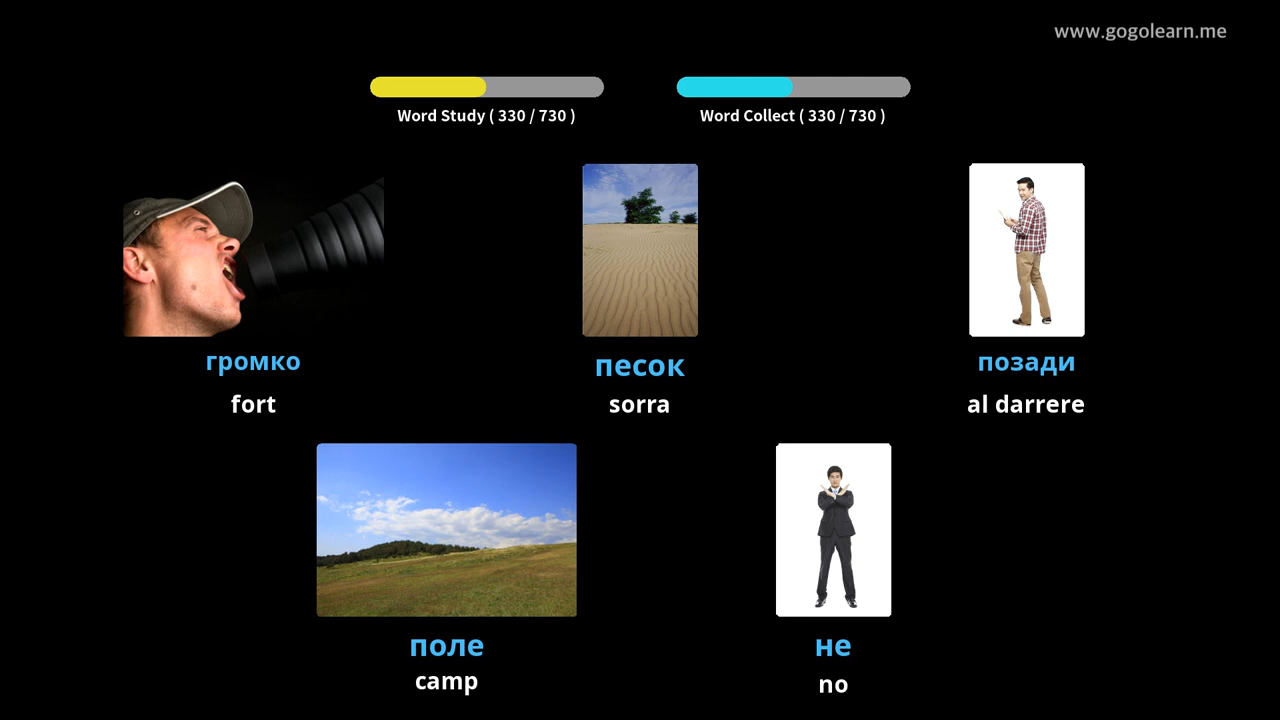 www.gogolearn.me
Word Study ( 330 / 730 )
Word Collect ( 330 / 730 )
громко
fort
песок
sorra
позади
al darrere
поле
camp
не
no